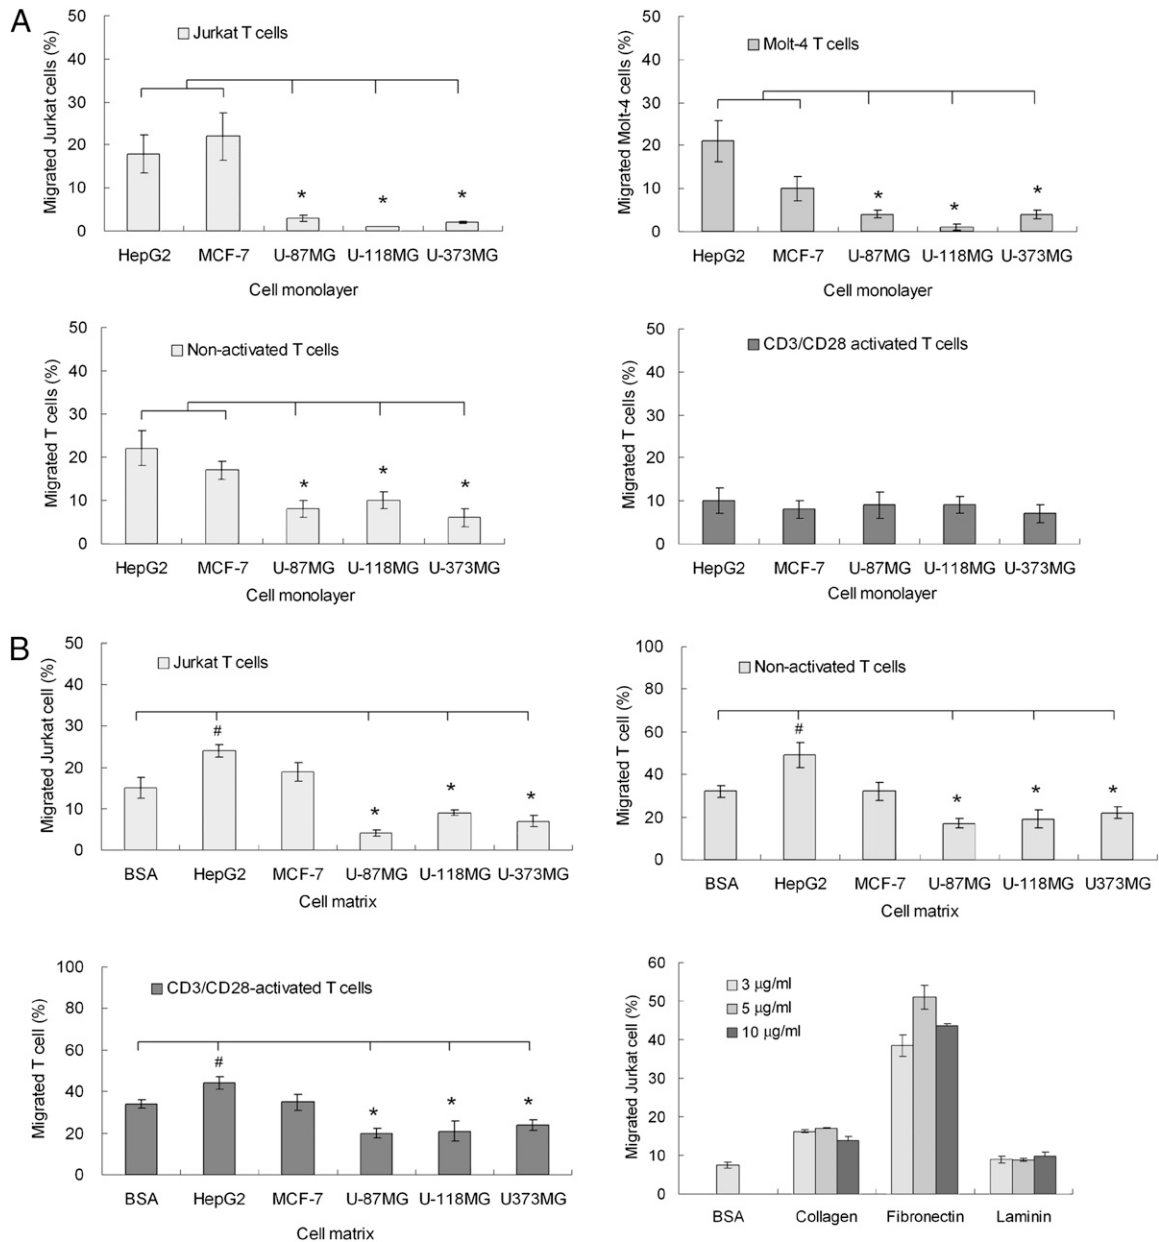 A
Migrated Jurkat cells (%)
50
40
30
20
10
0
Jurkat T cells
* * *
HepG2 MCF-7 U-87MG U-118MG U-373MG
Cell monolayer
Migrated Molt-4 cells (%)
50
40
30
20
10
0
Molt-4 T cells
* * *
HepG2 MCF-7 U-87MG U-118MG U-373MG
Cell monolayer
Migrated T cells (%)
50
40
30
20
10
0
Non-activated T cells
* * *
HepG2 MCF-7 U-87MG U-118MG U-373MG
Cell monolayer
Migrated T cells (%)
50
40
30
20
10
0
CD3/CD28 activated T cells
HepG2 MCF-7 U-87MG U-118MG U-373MG
Cell monolayer
B
Migrated Jurkat cell (%)
50
40
30
20
10
0
Jurkat T cells
# * * *
BSA HepG2 MCF-7 U-87MG U-118MG U-373MG
Cell matrix
Migrated T cell (%)
100
80
60
40
20
0
Non-activated T cells
# * * *
BSA HepG2 MCF-7 U-87MG U-118MG U373MG
Cell matrix
Migrated T cell (%)
100
80
60
40
20
0
CD3/CD28-activated T cells
# * * *
BSA HepG2 MCF-7 U-87MG U-118MG U373MG
Cell matrix
Migrated Jurkat cell (%)
60
50
40
30
20
10
0
3 µg/ml
5 µg/ml
10 µg/ml
BSA Collagen Fibronectin Laminin